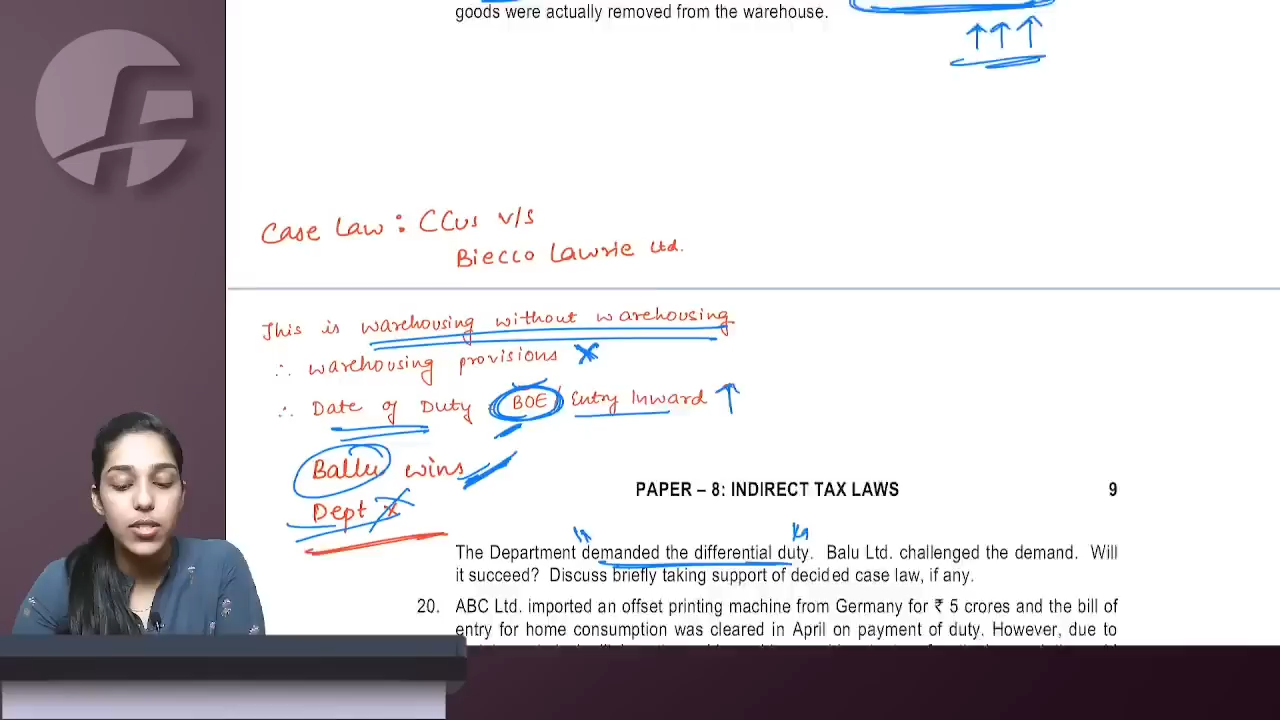 goods were actually removed from the warehouse.
Case Law : CCus v/s
Biecco Lawrie Ltd.
This is warehousing without warehousing
∴ warehousing provisions ✗
∴ Date of Duty BOE/Entry Inward ↑
Ballu wins
Dept ✗
PAPER – 8: INDIRECT TAX LAWS 9
The Department demanded the differential duty. Balu Ltd. challenged the demand. Will
it succeed? Discuss briefly taking support of decided case law, if any.
20. ABC Ltd. imported an offset printing machine from Germany for ₹ 5 crores and the bill of
entry for home consumption was cleared in April on payment of duty. However, due to